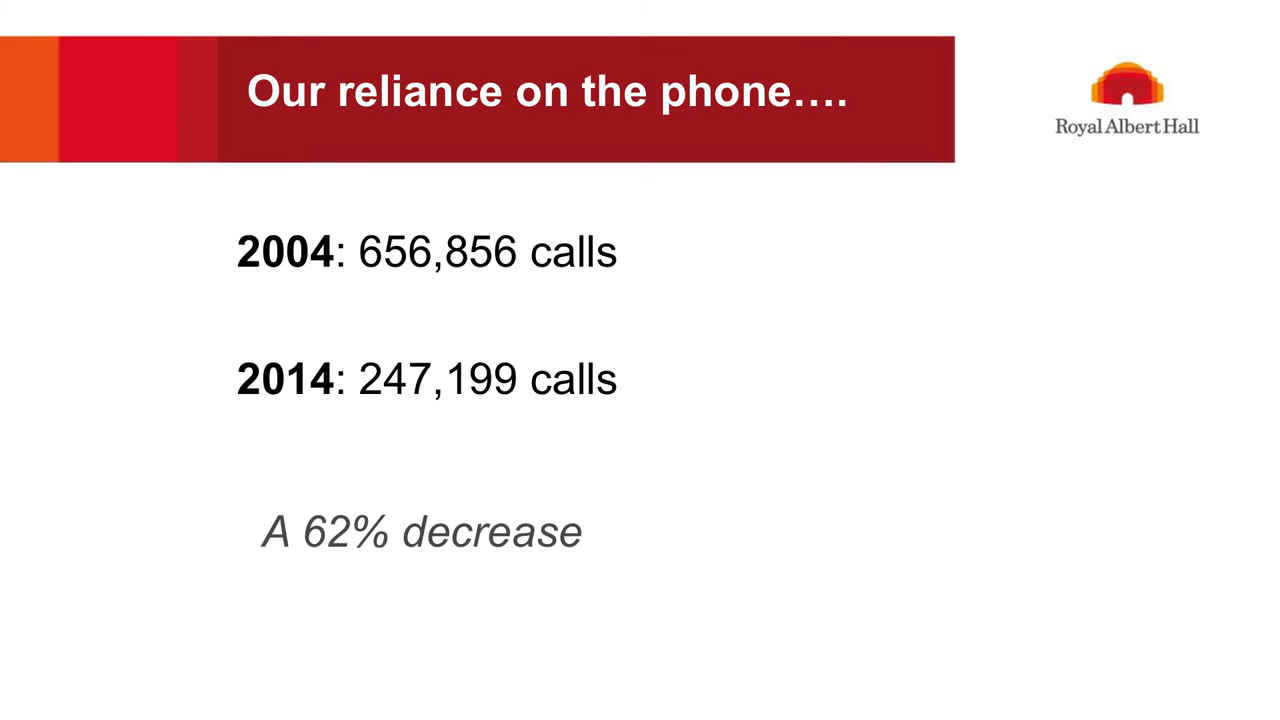 Our reliance on the phone….
Royal Albert Hall
2004: 656,856 calls
2014: 247,199 calls
A 62% decrease